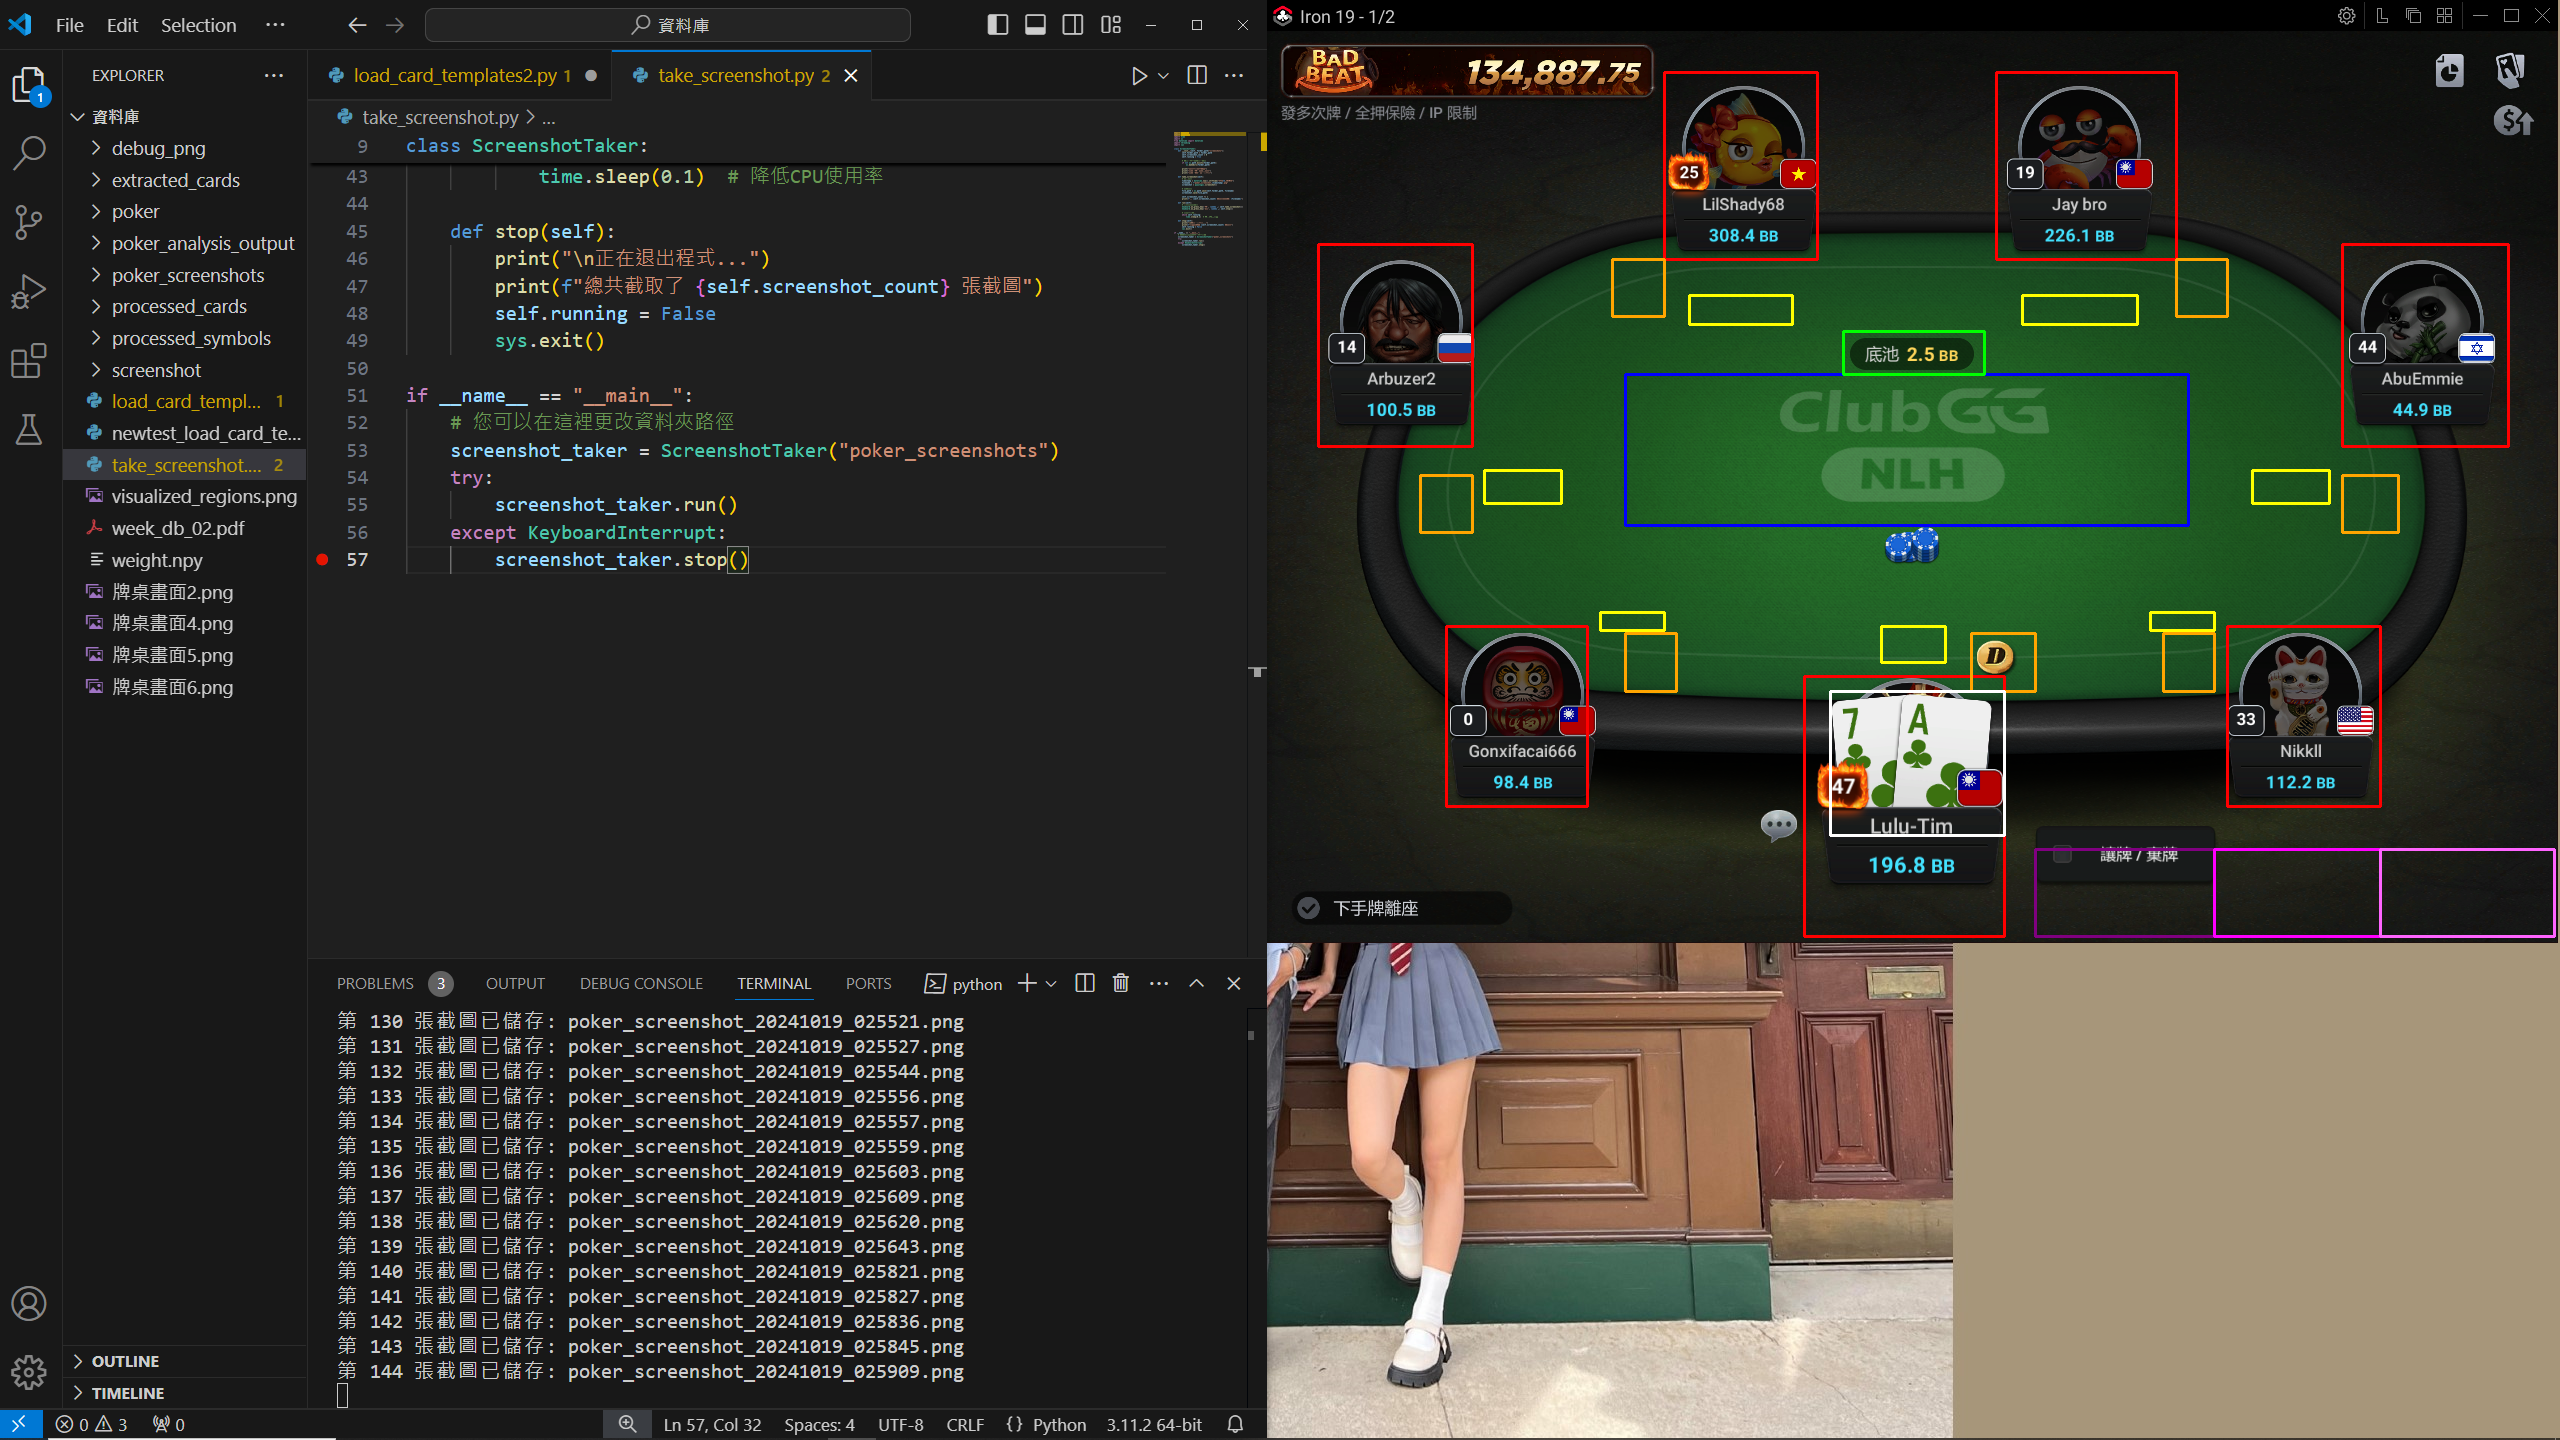 File Edit Selection ···
資料庫
EXPLORER ···
資料庫
debug_png
extracted_cards
poker
poker_analysis_output
poker_screenshots
processed_cards
processed_symbols
screenshot
load_card_templ... 1
newtest_load_card_te...
take_screenshot.... 2
visualized_regions.png
week_db_02.pdf
weight.npy
牌桌畫面2.png
牌桌畫面4.png
牌桌畫面5.png
牌桌畫面6.png
OUTLINE
TIMELINE
1
load_card_templates2.py 1
take_screenshot.py 2
take_screenshot.py > ...
9 class ScreenshotTaker:
43 time.sleep(0.1) # 降低CPU使用率
44
45 def stop(self):
46 print("\n正在退出程式...")
47 print(f"總共截取了 {self.screenshot_count} 張截圖")
48 self.running = False
49 sys.exit()
50
51 if __name__ == "__main__":
52 # 您可以在這裡更改資料夾路徑
53 screenshot_taker = ScreenshotTaker("poker_screenshots")
54 try:
55 screenshot_taker.run()
56 except KeyboardInterrupt:
57 screenshot_taker.stop()
PROBLEMS 3 OUTPUT DEBUG CONSOLE TERMINAL PORTS python
第 130 張截圖已儲存: poker_screenshot_20241019_025521.png
第 131 張截圖已儲存: poker_screenshot_20241019_025527.png
第 132 張截圖已儲存: poker_screenshot_20241019_025544.png
第 133 張截圖已儲存: poker_screenshot_20241019_025556.png
第 134 張截圖已儲存: poker_screenshot_20241019_025557.png
第 135 張截圖已儲存: poker_screenshot_20241019_025559.png
第 136 張截圖已儲存: poker_screenshot_20241019_025603.png
第 137 張截圖已儲存: poker_screenshot_20241019_025609.png
第 138 張截圖已儲存: poker_screenshot_20241019_025620.png
第 139 張截圖已儲存: poker_screenshot_20241019_025643.png
第 140 張截圖已儲存: poker_screenshot_20241019_025821.png
第 141 張截圖已儲存: poker_screenshot_20241019_025827.png
第 142 張截圖已儲存: poker_screenshot_20241019_025836.png
第 143 張截圖已儲存: poker_screenshot_20241019_025845.png
第 144 張截圖已儲存: poker_screenshot_20241019_025909.png
0 3 0 Ln 57, Col 32 Spaces: 4 UTF-8 CRLF {} Python 3.11.2 64-bit
Iron 19 - 1/2
L
BAD BEAT 134,887.75
發多次牌 / 全押保險 / IP 限制
25
LilShady68
308.4 BB
19
Jay bro
226.1 BB
14
Arbuzer2
100.5 BB
44
AbuEmmie
44.9 BB
底池 2.5 BB
ClubGG
NLH
0
Gonxifacai666
98.4 BB
D
7 A
47
Lulu-Tim
196.8 BB
33
Nikkll
112.2 BB
讓牌 / 棄牌
下手牌離座